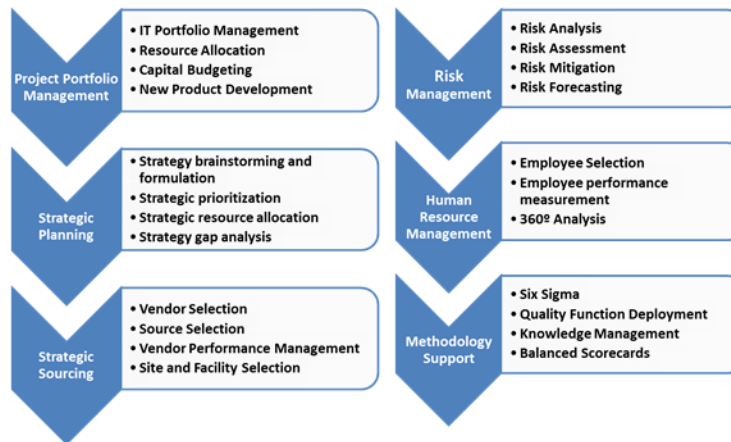 Project Portfolio
Management
• IT Portfolio Management
• Resource Allocation
• Capital Budgeting
• New Product Development
Strategic
Planning
• Strategy brainstorming and
formulation
• Strategic prioritization
• Strategic resource allocation
• Strategy gap analysis
Strategic
Sourcing
• Vendor Selection
• Source Selection
• Vendor Performance Management
• Site and Facility Selection
Risk
Management
• Risk Analysis
• Risk Assessment
• Risk Mitigation
• Risk Forecasting
Human
Resource
Management
• Employee Selection
• Employee performance
measurement
• 360º Analysis
Methodology
Support
• Six Sigma
• Quality Function Deployment
• Knowledge Management
• Balanced Scorecards